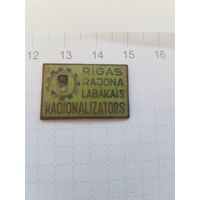 12 13 14 15 16
RĪGAS
RAJONA
LABĀKAIS
RACIONALIZATORS